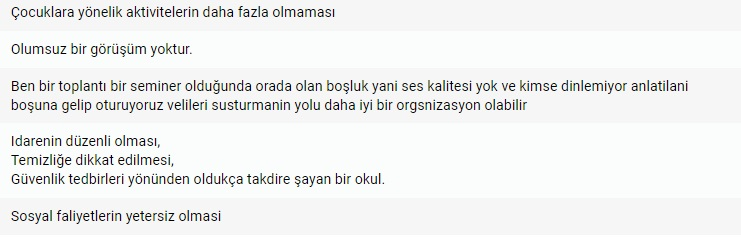 Çocuklara yönelik aktivitelerin daha fazla olmaması
Olumsuz bir görüşüm yoktur.
Ben bir toplantı bir seminer olduğunda orada olan boşluk yani ses kalitesi yok ve kimse dinlemiyor anlatilani
boşuna gelip oturuyoruz velileri susturmanin yolu daha iyi bir orgsnizasyon olabilir
Idarenin düzenli olması,
Temizliğe dikkat edilmesi,
Güvenlik tedbirleri yönünden oldukça takdire şayan bir okul.
Sosyal faliyetlerin yetersiz olmasi